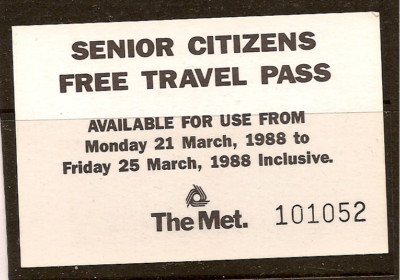 SENIOR CITIZENS
FREE TRAVEL PASS
AVAILABLE FOR USE FROM
Monday 21 March, 1988 to
Friday 25 March, 1988 Inclusive.
The Met. 101052